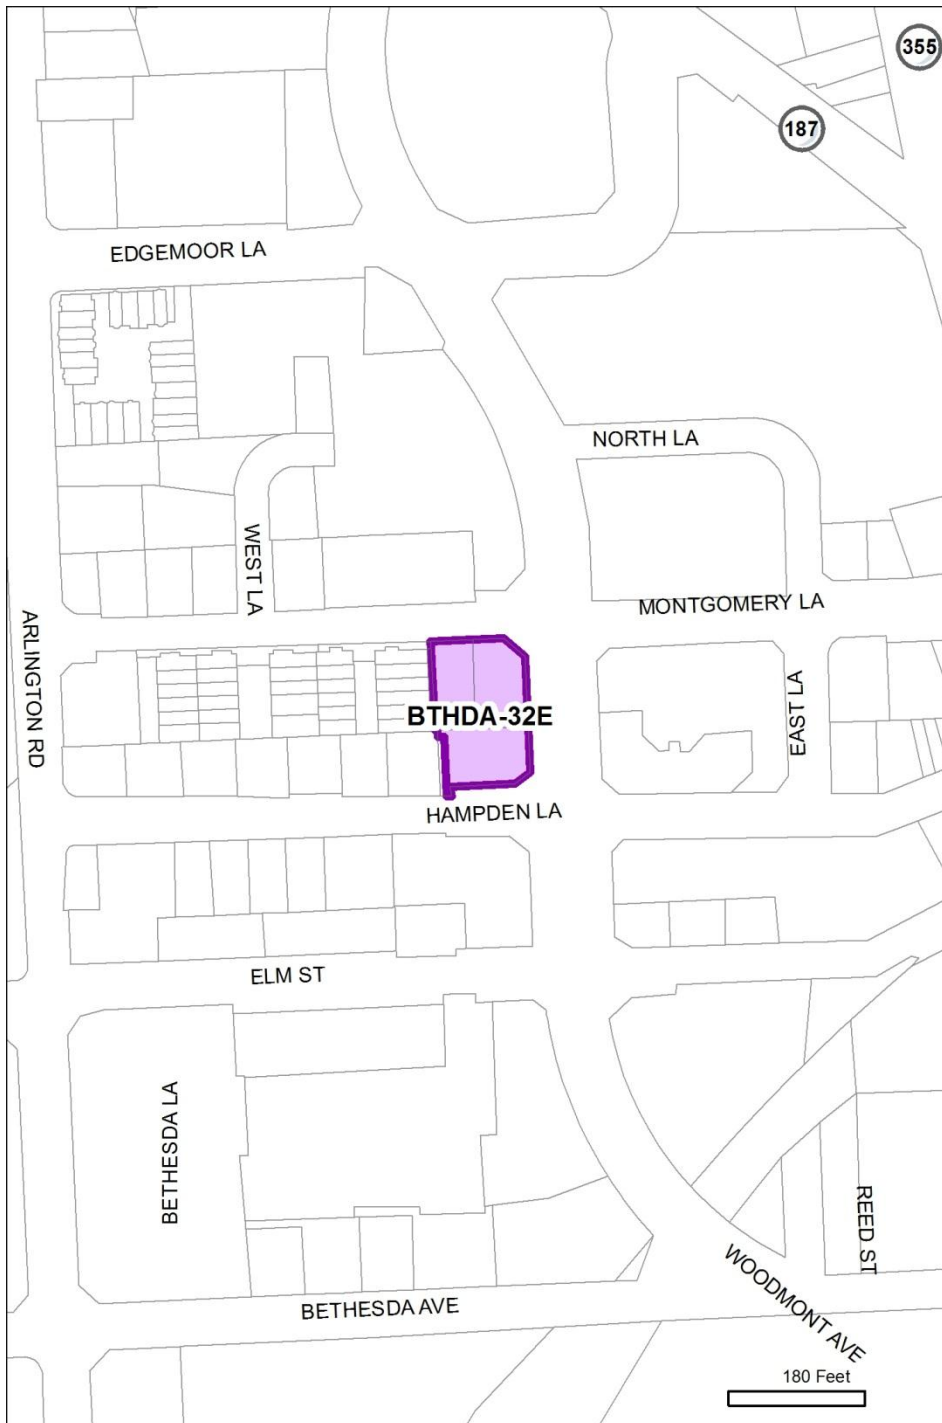 355
187
EDGEMOOR LA
NORTH LA
WEST LA
MONTGOMERY LA
ARLINGTON RD
EAST LA
BTHDA-32E
HAMPDEN LA
ELM ST
BETHESDA LA
REED ST
WOODMONT AVE
BETHESDA AVE
180 Feet